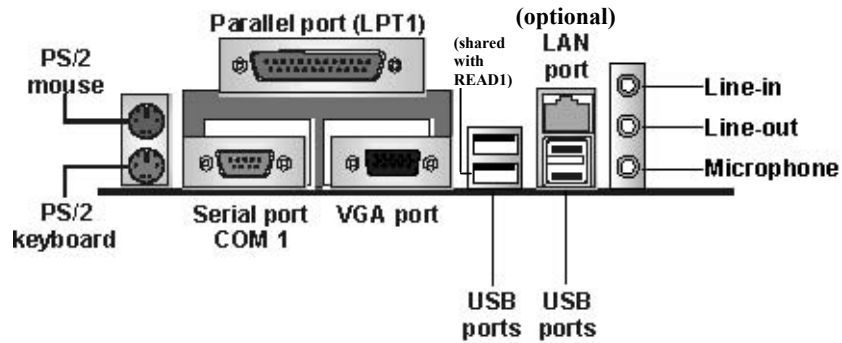 (optional)
Parallel port (LPT1)
(shared
with
READ1)
LAN
port
PS/2
mouse
Line-in
Line-out
Microphone
PS/2
keyboard
Serial port
COM 1
VGA port
USB
ports
USB
ports